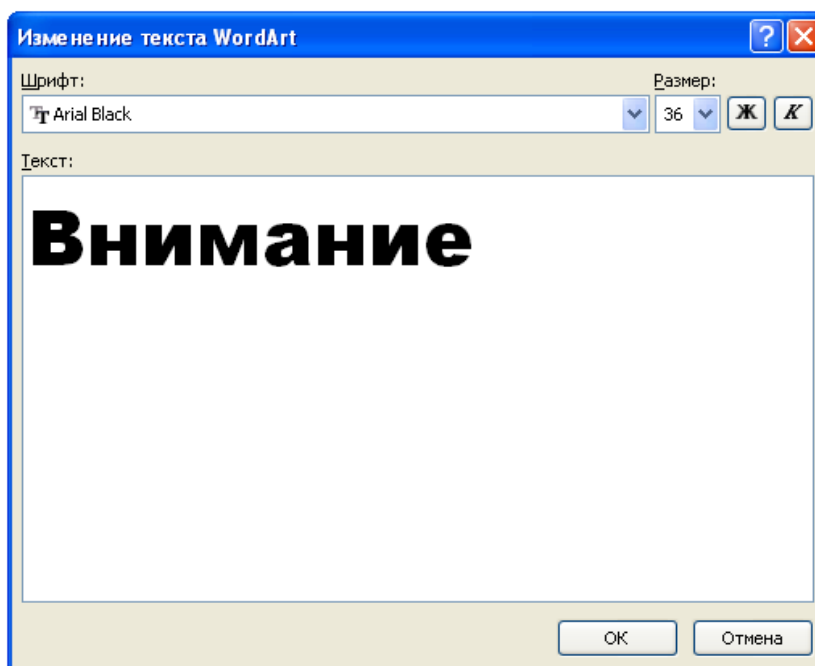 Изменение текста WordArt
Шрифт: Размер:
Arial Black 36 Ж К
Текст:
Внимание
ОК Отмена